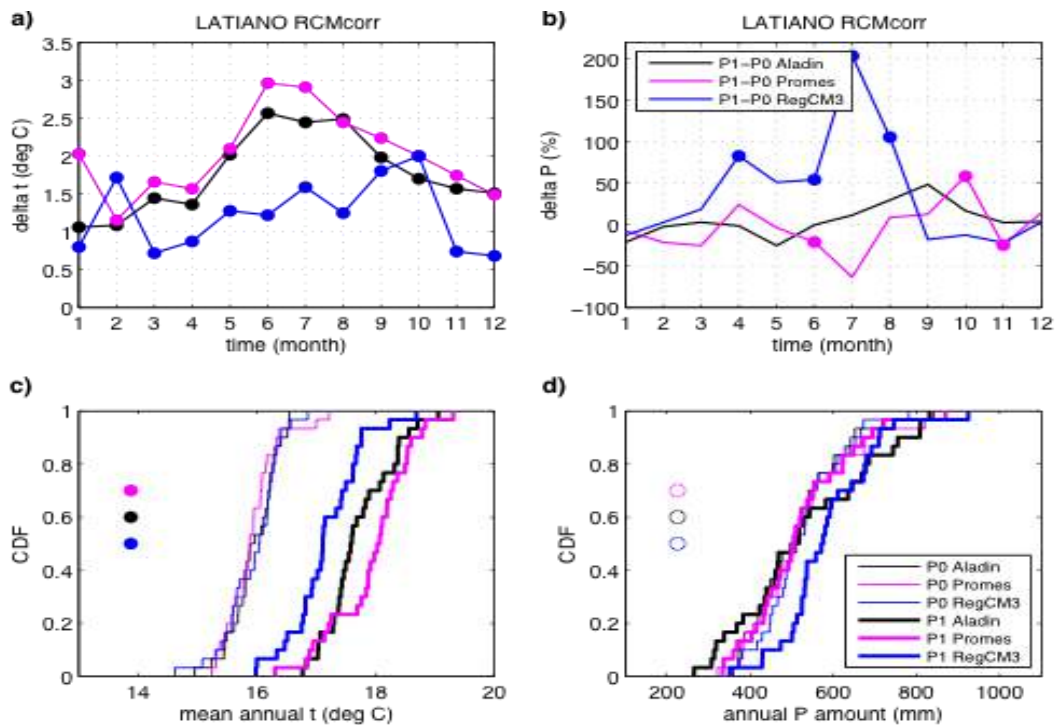 a)
LATIANO RCMcorr
3.5
3
2.5
2
1.5
1
0.5
0
delta t (deg C)
1 2 3 4 5 6 7 8 9 10 11 12
time (month)
b)
LATIANO RCMcorr
200
150
100
50
0
−50
−100
delta P (%)
P1−P0 Aladin
P1−P0 Promes
P1−P0 RegCM3
1 2 3 4 5 6 7 8 9 10 11 12
time (month)
c)
1
0.8
0.6
0.4
0.2
0
CDF
14 16 18 20
mean annual t (deg C)
d)
1
0.8
0.6
0.4
0.2
0
CDF
P0 Aladin
P0 Promes
P0 RegCM3
P1 Aladin
P1 Promes
P1 RegCM3
200 400 600 800 1000
annual P amount (mm)